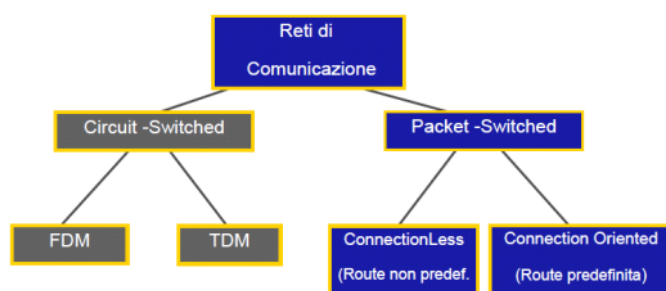 Reti di
Comunicazione
Circuit -Switched
Packet -Switched
FDM
TDM
ConnectionLess
(Route non predef.
Connection Oriented
(Route predefinita)